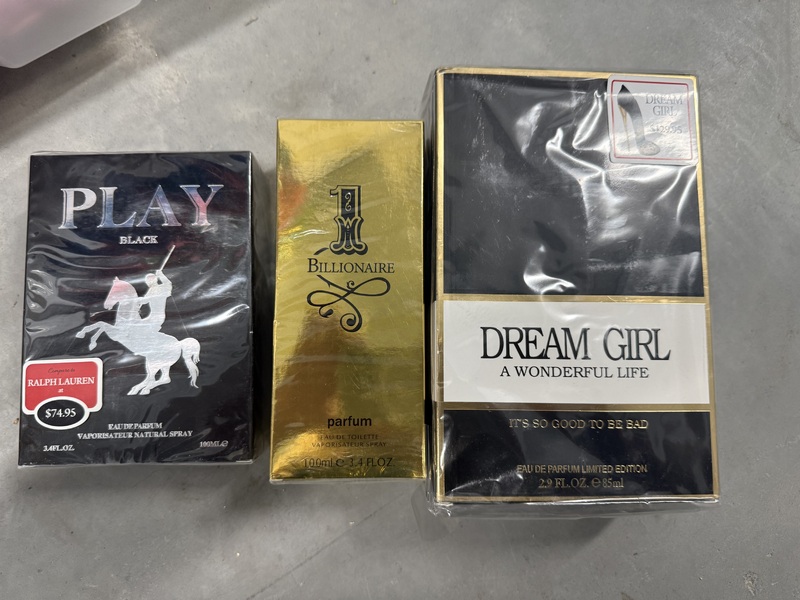 PLAY
BLACK
Compare to
RALPH LAUREN
at
$74.95
EAU DE PARFUM
VAPORISATEUR NATURAL SPRAY
3.4FL.OZ. 100ML℮
1
BILLIONAIRE
parfum
EAU DE TOILETTE
VAPORISATEUR SPRAY
100ml ℮ 3.4 FL.OZ.
DREAM
GIRL
DREAM GIRL
A WONDERFUL LIFE
IT'S SO GOOD TO BE BAD
EAU DE PARFUM LIMITED EDITION
2.9 FL. OZ. ℮ 85ml